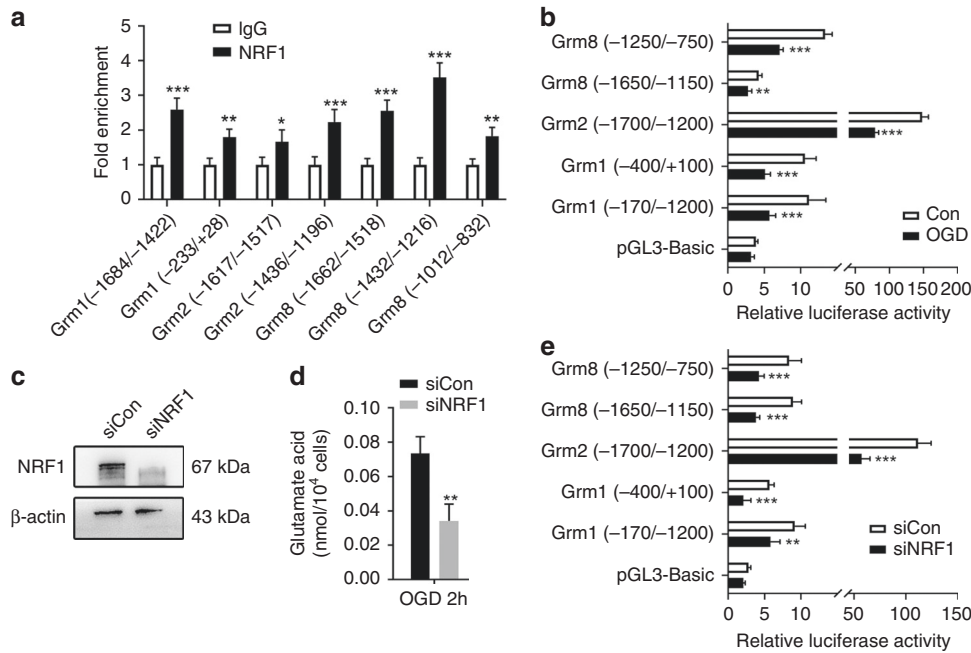 a
IgG
NRF1
Fold enrichment
5
4
3
2
1
0
***
**
*
***
***
***
**
Grm1(−1684/−1422)
Grm1 (−233/+28)
Grm2 (−1617/−1517)
Grm2 (−1436/−1196)
Grm8 (−1662/−1518)
Grm8 (−1432/−1216)
Grm8 (−1012/−832)
b
Grm8 (−1250/−750)
***
Grm8 (−1650/−1150)
**
Grm2 (−1700/−1200)
***
Grm1 (−400/+100)
***
Grm1 (−170/−1200)
***
pGL3-Basic
Con
OGD
0 5 10 50 100 150 200
Relative luciferase activity
c
siCon
siNRF1
NRF1 67 kDa
β-actin 43 kDa
d
siCon
siNRF1
Glutamate acid
(nmol/10⁴ cells)
0.10
0.08
0.06
0.04
0.02
0.00
**
OGD 2h
e
Grm8 (−1250/−750)
***
Grm8 (−1650/−1150)
***
Grm2 (−1700/−1200)
***
Grm1 (−400/+100)
***
Grm1 (−170/−1200)
**
pGL3-Basic
siCon
siNRF1
0 5 10 50 100 150
Relative luciferase activity